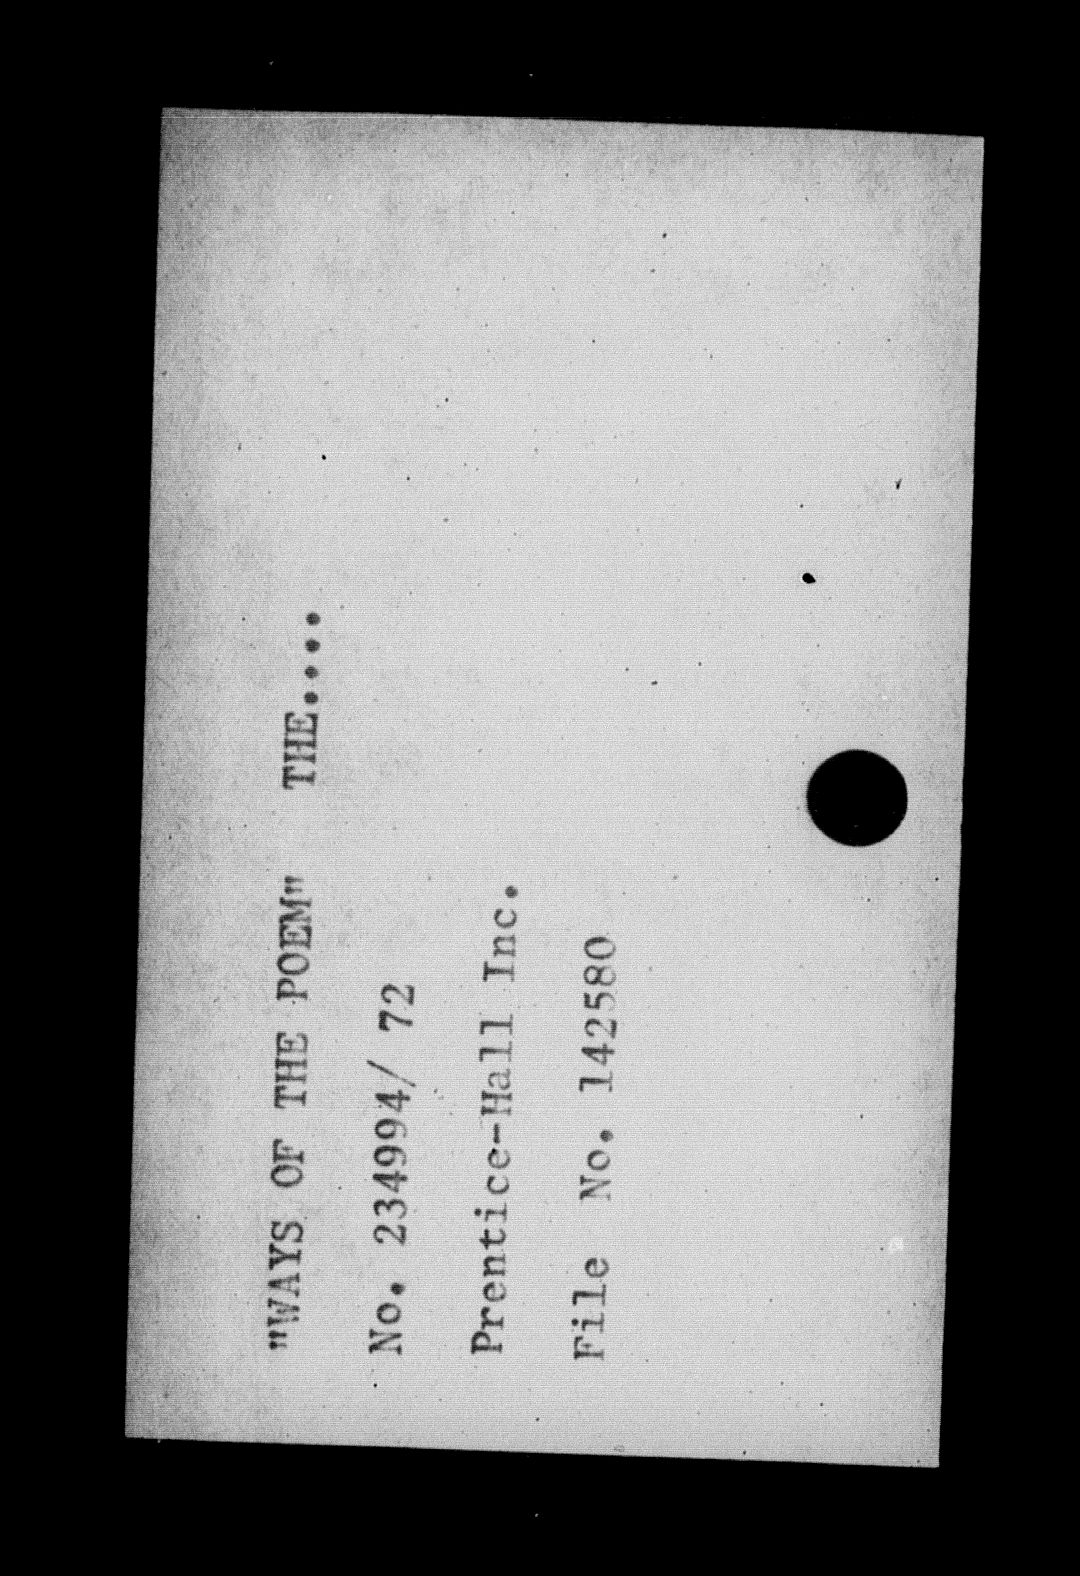 "WAYS OF THE POEM"   THE....
No. 234994/ 72
Prentice-Hall Inc.
File  No. 142580